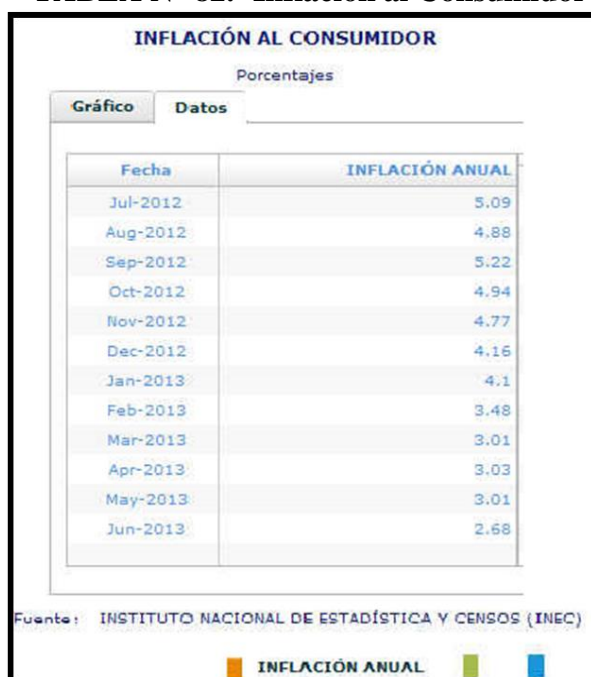 INFLACIÓN AL CONSUMIDOR
Porcentajes
Gráfico Datos
Fecha INFLACIÓN ANUAL
Jul-2012 5.09
Aug-2012 4.88
Sep-2012 5.22
Oct-2012 4.94
Nov-2012 4.77
Dec-2012 4.16
Jan-2013 4.1
Feb-2013 3.48
Mar-2013 3.01
Apr-2013 3.03
May-2013 3.01
Jun-2013 2.68
Fuente: INSTITUTO NACIONAL DE ESTADÍSTICA Y CENSOS (INEC)
INFLACIÓN ANUAL